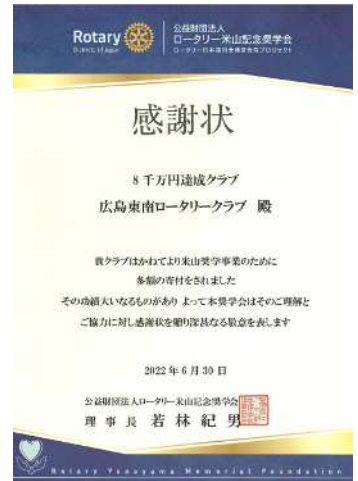 Rotary
公益財団法人
ロータリー米山記念奨学会
感謝状
8千万円達成クラブ
広島東南ロータリークラブ 殿
貴クラブはかねてより米山奨学事業のために
多額の寄付をされました
その功績大いなるものがあり よって本奨学会はそのご理解と
ご協力に対し感謝状を贈り深甚なる敬意を表します
2022年6月30日
公益財団法人ロータリー米山記念奨学会
理事長 若林紀男
Rotary Yoneyama Memorial Foundation